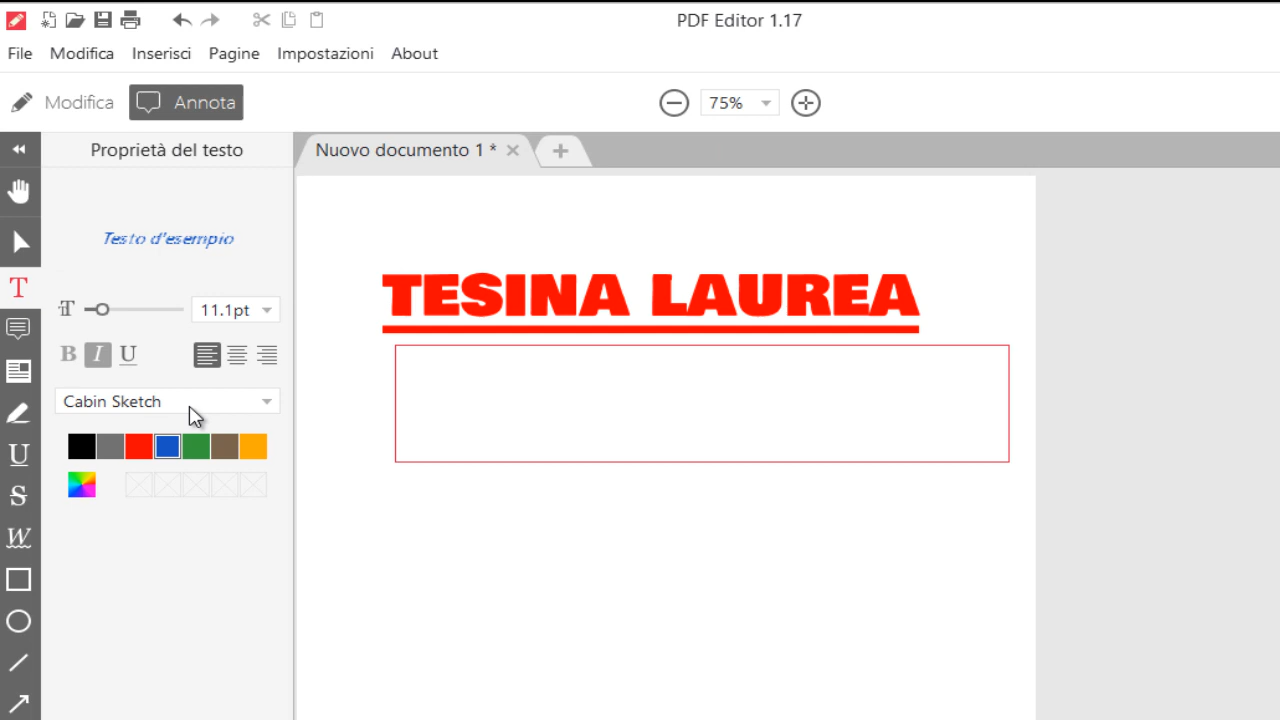 PDF Editor 1.17
File Modifica Inserisci Pagine Impostazioni About
Modifica Annota 75%
Proprietà del testo
Nuovo documento 1 *
Testo d'esempio
TESINA LAUREA
11.1pt
B I U
Cabin Sketch